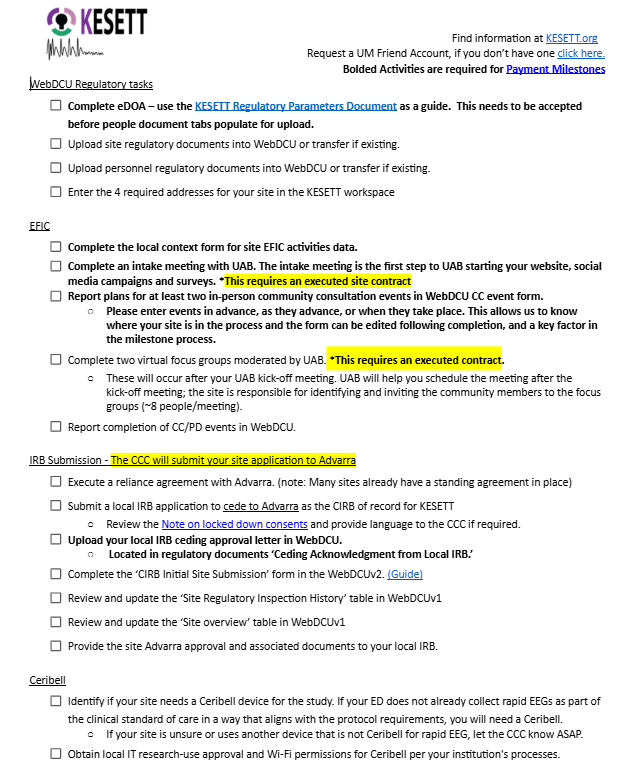 KESETT
Find information at KESETT.org
Request a UM Friend Account, if you don't have one click here.
Bolded Activities are required for Payment Milestones
WebDCU Regulatory tasks
☐ Complete eDOA – use the KESETT Regulatory Parameters Document as a guide. This needs to be accepted
before people document tabs populate for upload.
☐ Upload site regulatory documents into WebDCU or transfer if existing.
☐ Upload personnel regulatory documents into WebDCU or transfer if existing.
☐ Enter the 4 required addresses for your site in the KESETT workspace
EFIC
☐ Complete the local context form for site EFIC activities data.
☐ Complete an intake meeting with UAB. The intake meeting is the first step to UAB starting your website, social
media campaigns and surveys. *This requires an executed site contract
☐ Report plans for at least two in-person community consultation events in WebDCU CC event form.
○ Please enter events in advance, as they advance, or when they take place. This allows us to know
where your site is in the process and the form can be edited following completion, and a key factor in
the milestone process.
☐ Complete two virtual focus groups moderated by UAB. *This requires an executed contract.
○ These will occur after your UAB kick-off meeting. UAB will help you schedule the meeting after the
kick-off meeting; the site is responsible for identifying and inviting the community members to the focus
groups (~8 people/meeting).
☐ Report completion of CC/PD events in WebDCU.
IRB Submission - The CCC will submit your site application to Advarra
☐ Execute a reliance agreement with Advarra. (note: Many sites already have a standing agreement in place)
☐ Submit a local IRB application to cede to Advarra as the CIRB of record for KESETT
○ Review the Note on locked down consents and provide language to the CCC if required.
☐ Upload your local IRB ceding approval letter in WebDCU.
○ Located in regulatory documents 'Ceding Acknowledgment from Local IRB.'
☐ Complete the 'CIRB Initial Site Submission' form in the WebDCUv2. (Guide)
☐ Review and update the 'Site Regulatory Inspection History' table in WebDCUv1
☐ Review and update the 'Site overview' table in WebDCUv1
☐ Provide the site Advarra approval and associated documents to your local IRB.
Ceribell
☐ Identify if your site needs a Ceribell device for the study. If your ED does not already collect rapid EEGs as part of
the clinical standard of care in a way that aligns with the protocol requirements, you will need a Ceribell.
○ If your site is unsure or uses another device that is not Ceribell for rapid EEG, let the CCC know ASAP.
☐ Obtain local IT research-use approval and Wi-Fi permissions for Ceribell per your institution's processes.